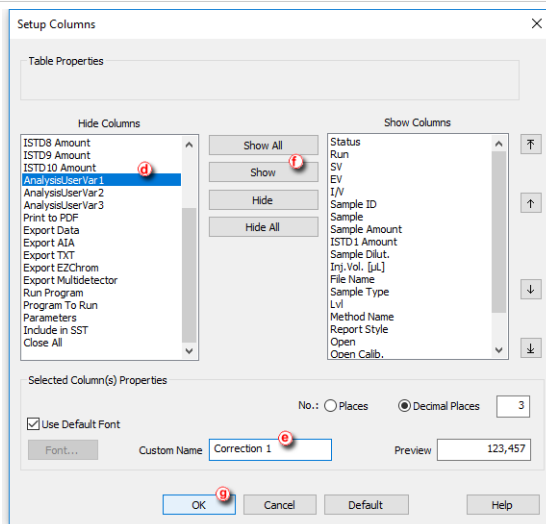 Setup Columns
Table Properties
Hide Columns
ISTD8 Amount
ISTD9 Amount
ISTD10 Amount
AnalysisUserVar1
d
AnalysisUserVar2
AnalysisUserVar3
Print to PDF
Export Data
Export AIA
Export TXT
Export EZChrom
Export Multidetector
Run Program
Program To Run
Parameters
Include in SST
Close All
Show All
Show
f
Hide
Hide All
Show Columns
Status
Run
SV
EV
I/V
Sample ID
Sample
Sample Amount
ISTD1 Amount
Sample Dilut.
Inj.Vol. [µL]
File Name
Sample Type
Lvl
Method Name
Report Style
Open
Open Calib.
Selected Column(s) Properties
No.: Places Decimal Places 3
Use Default Font
Font... Custom Name Correction 1 e Preview 123,457
OK g Cancel Default Help